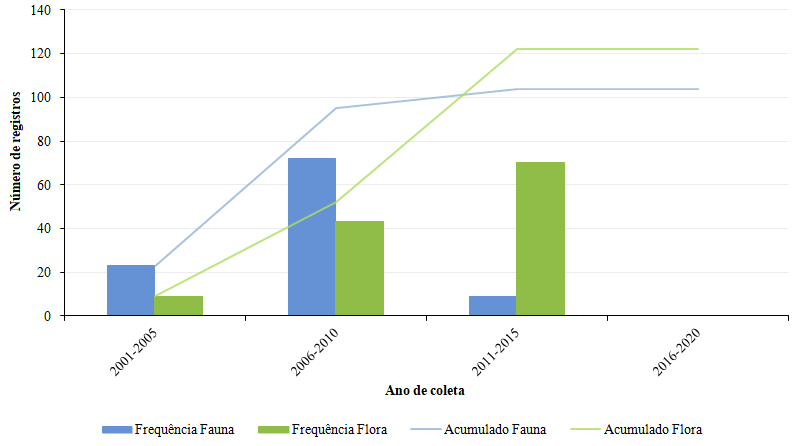 140
120
100
80
60
40
20
0
Número de registros
2001-2005
2006-2010
2011-2015
2016-2020
Ano de coleta
Frequência Fauna
Frequência Flora
Acumulado Fauna
Acumulado Flora